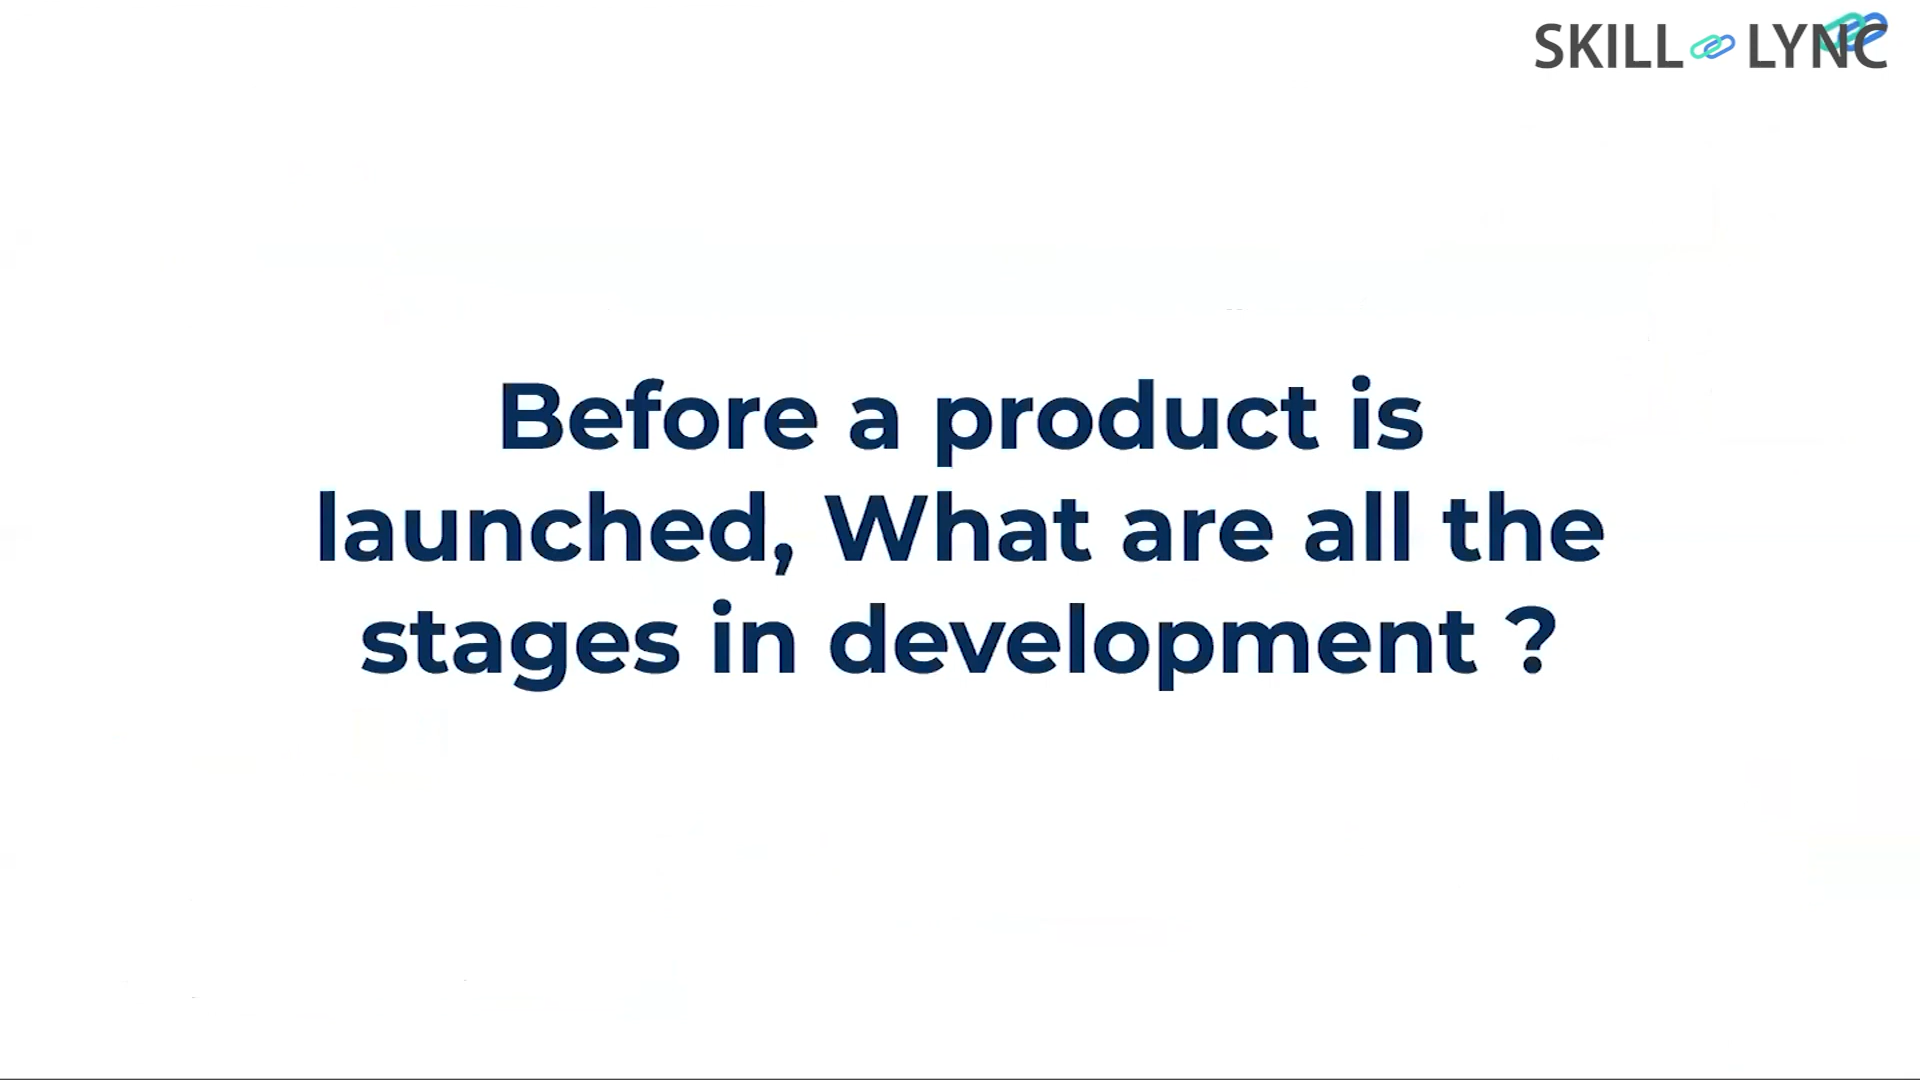 SKILL LYNC
Before a product is
launched, What are all the
stages in development ?